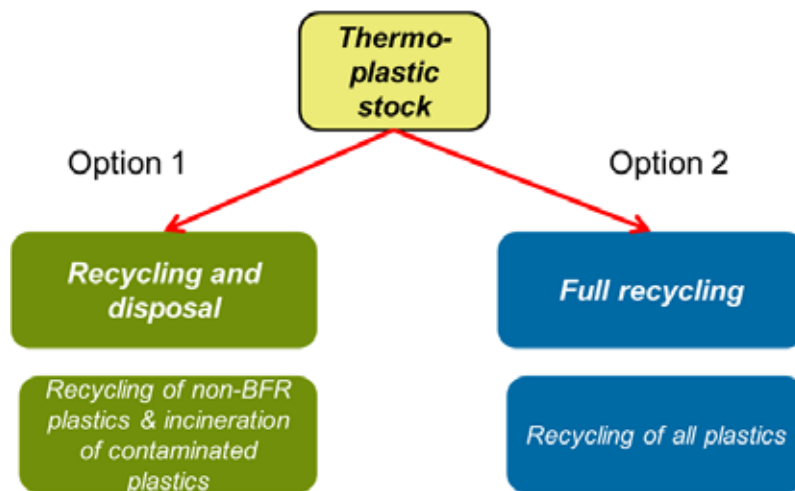 Thermo-
plastic
stock
Option 1
Option 2
Recycling and
disposal
Full recycling
Recycling of non-BFR
plastics & incineration
of contaminated
plastics
Recycling of all plastics